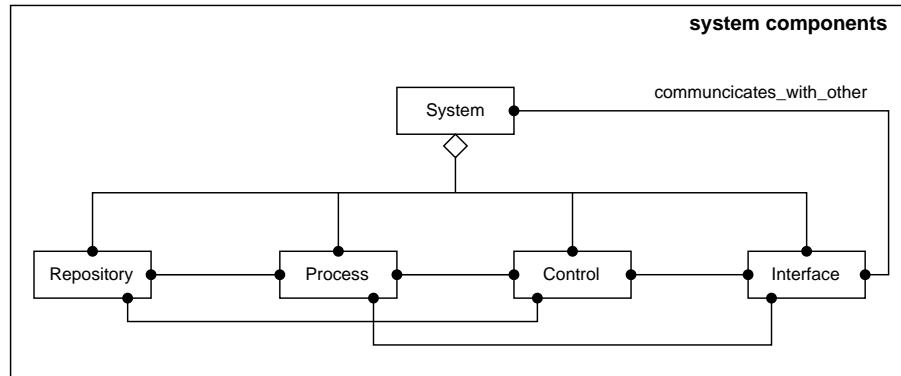 system components
communcicates_with_other
System
Repository
Process
Control
Interface